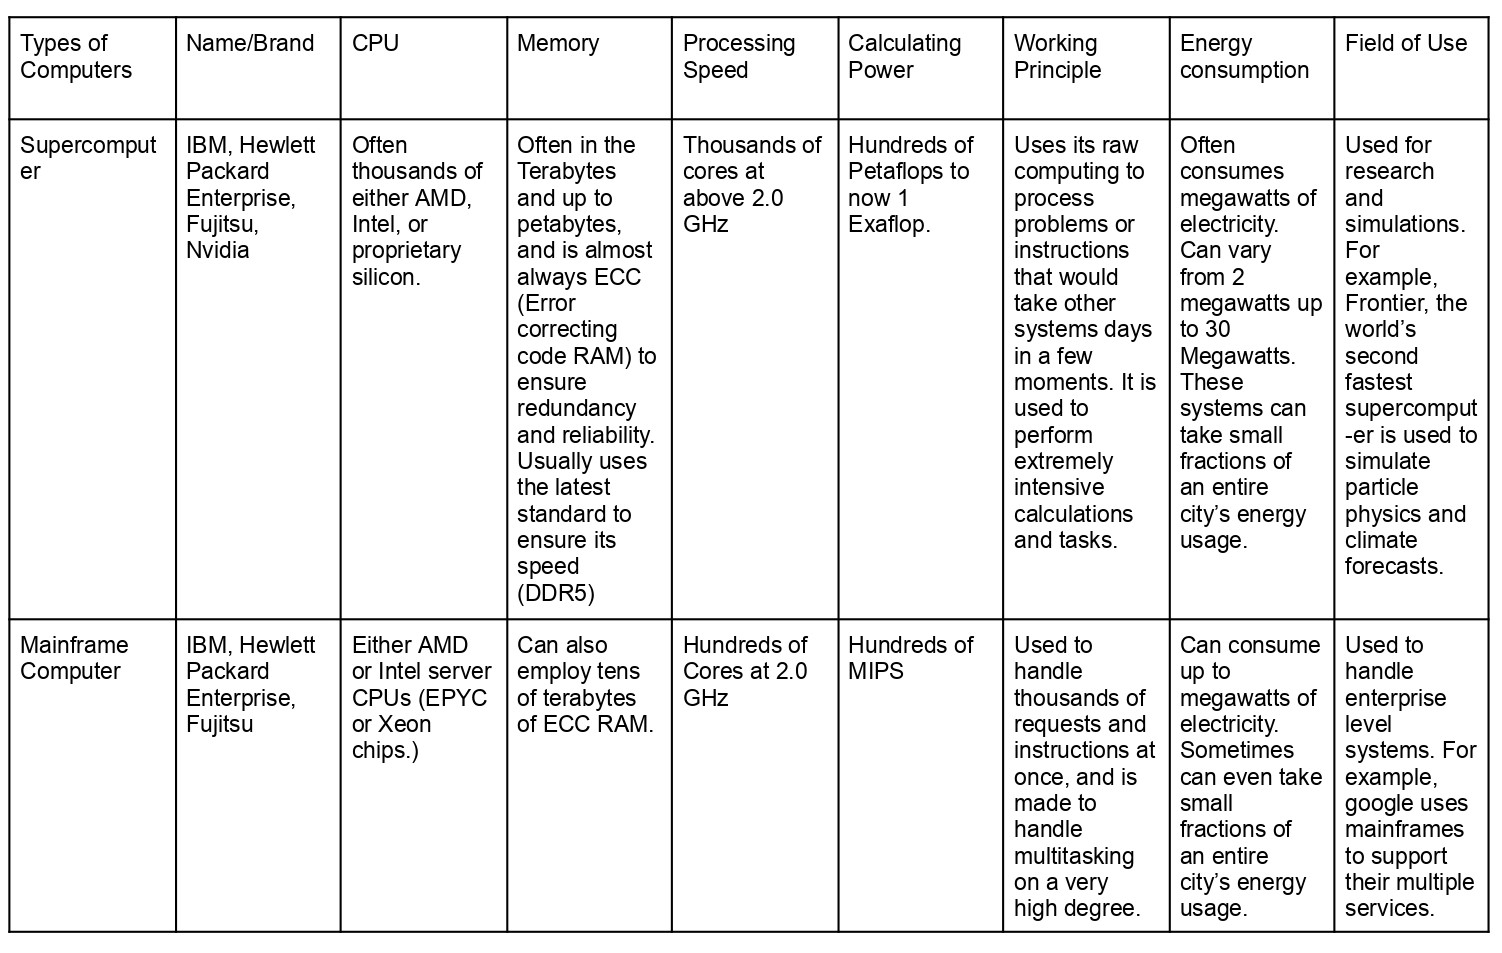 Types of
Computers
Name/Brand
CPU
Memory
Processing
Speed
Calculating
Power
Working
Principle
Energy
consumption
Field of Use
Supercomput
er
IBM, Hewlett
Packard
Enterprise,
Fujitsu,
Nvidia
Often
thousands of
either AMD,
Intel, or
proprietary
silicon.
Often in the
Terabytes
and up to
petabytes,
and is almost
always ECC
(Error
correcting
code RAM) to
ensure
redundancy
and reliability.
Usually uses
the latest
standard to
ensure its
speed
(DDR5)
Thousands of
cores at
above 2.0
GHz
Hundreds of
Petaflops to
now 1
Exaflop.
Uses its raw
computing to
process
problems or
instructions
that would
take other
systems days
in a few
moments. It is
used to
perform
extremely
intensive
calculations
and tasks.
Often
consumes
megawatts of
electricity.
Can vary
from 2
megawatts up
to 30
Megawatts.
These
systems can
take small
fractions of
an entire
city’s energy
usage.
Used for
research
and
simulations.
For
example,
Frontier, the
world’s
second
fastest
supercomput
-er is used to
simulate
particle
physics and
climate
forecasts.
Mainframe
Computer
IBM, Hewlett
Packard
Enterprise,
Fujitsu
Either AMD
or Intel server
CPUs (EPYC
or Xeon
chips.)
Can also
employ tens
of terabytes
of ECC RAM.
Hundreds of
Cores at 2.0
GHz
Hundreds of
MIPS
Used to
handle
thousands of
requests and
instructions at
once, and is
made to
handle
multitasking
on a very
high degree.
Can consume
up to
megawatts of
electricity.
Sometimes
can even take
small
fractions of
an entire
city’s energy
usage.
Used to
handle
enterprise
level
systems. For
example,
google uses
mainframes
to support
their multiple
services.